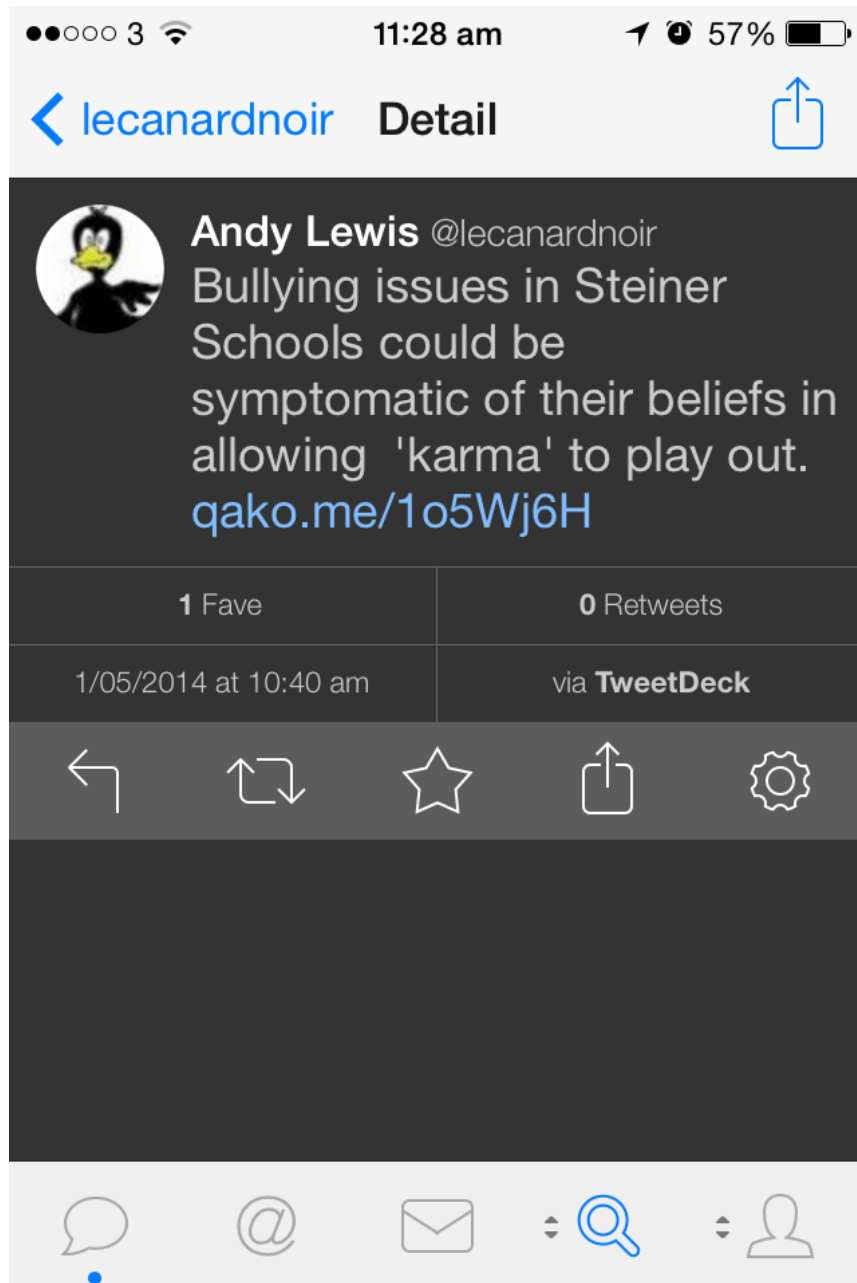 3 11:28 am 57%
lecanardnoir Detail
Andy Lewis @lecanardnoir
Bullying issues in Steiner
Schools could be
symptomatic of their beliefs in
allowing  'karma' to play out.
qako.me/1o5Wj6H
1 Fave 0 Retweets
1/05/2014 at 10:40 am via TweetDeck
@